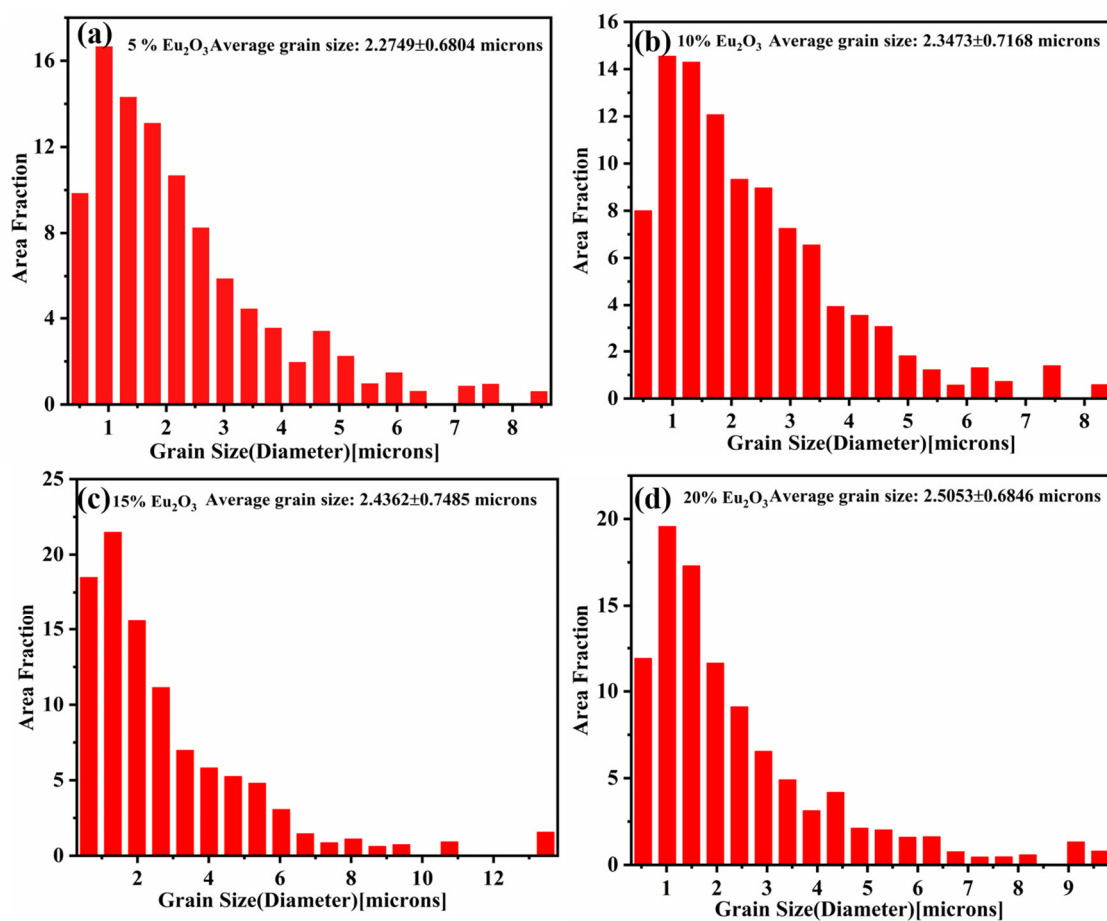 (a)
5 % Eu₂O₃ Average grain size: 2.2749±0.6804 microns
Area Fraction
16
12
8
4
0
1 2 3 4 5 6 7 8
Grain Size(Diameter)[microns]
(b)
10% Eu₂O₃ Average grain size: 2.3473±0.7168 microns
Area Fraction
16
14
12
10
8
6
4
2
0
1 2 3 4 5 6 7 8
Grain Size(Diameter)[microns]
(c)
15% Eu₂O₃ Average grain size: 2.4362±0.7485 microns
Area Fraction
25
20
15
10
5
0
2 4 6 8 10 12
Grain Size(Diameter)[microns]
(d)
20% Eu₂O₃ Average grain size: 2.5053±0.6846 microns
Area Fraction
20
15
10
5
0
1 2 3 4 5 6 7 8 9
Grain Size(Diameter)[microns]